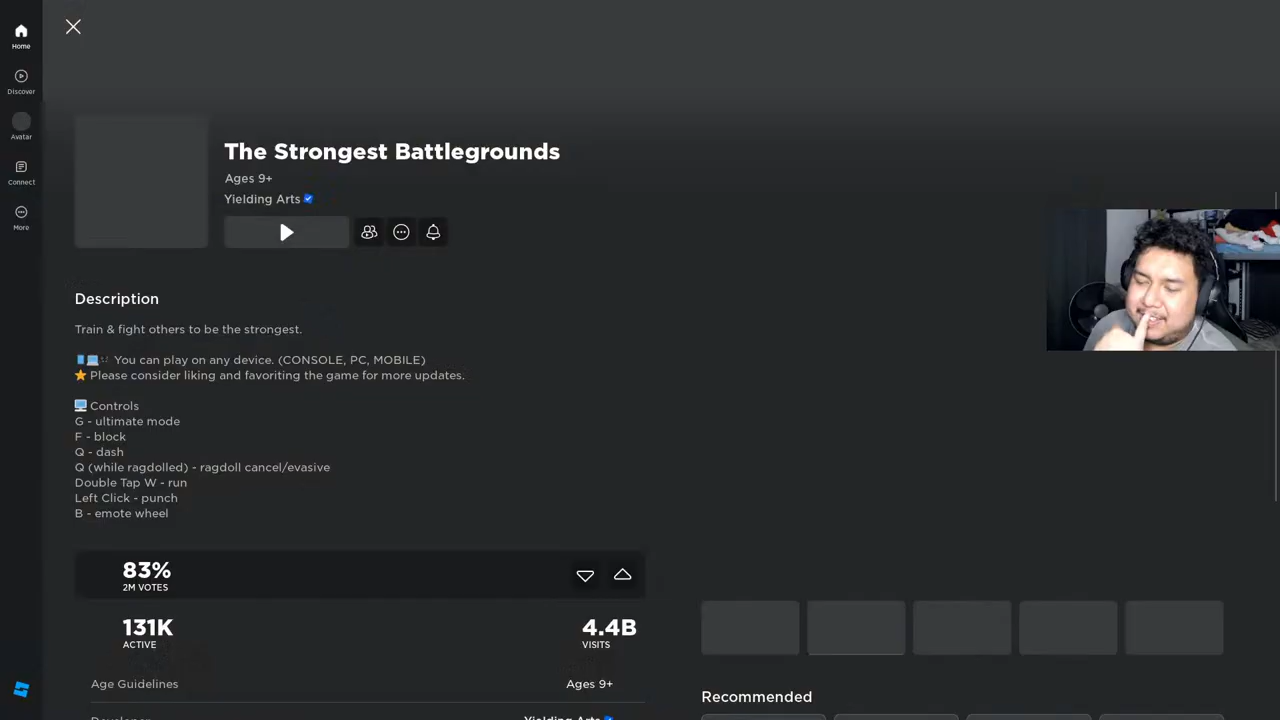 Home
Discover
Avatar
Connect
More
The Strongest Battlegrounds
Ages 9+
Yielding Arts
Description
Train & fight others to be the strongest.
You can play on any device. (CONSOLE, PC, MOBILE)
Please consider liking and favoriting the game for more updates.
Controls
G - ultimate mode
F - block
Q - dash
Q (while ragdolled) - ragdoll cancel/evasive
Double Tap W - run
Left Click - punch
B - emote wheel
83%
2M VOTES
131K
ACTIVE
4.4B
VISITS
Age Guidelines
Ages 9+
Developer
Yielding Arts
Recommended